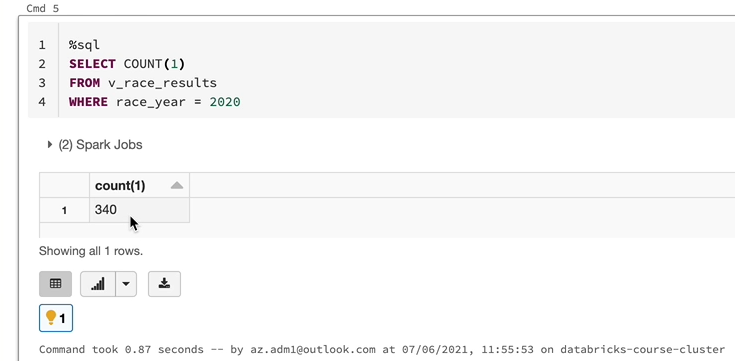 Cmd 5
1 %sql
2 SELECT COUNT(1)
3 FROM v_race_results
4 WHERE race_year = 2020
(2) Spark Jobs
count(1)
1 340
Showing all 1 rows.
1
Command took 0.87 seconds -- by az.adm1@outlook.com at 07/06/2021, 11:55:53 on databricks-course-cluster